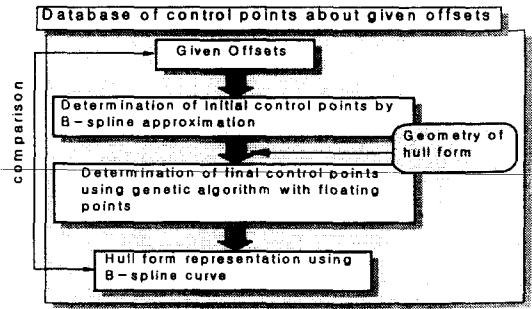 Database of control points about given offsets
Given Offsets
Determination of initial control points by
B-spline approximation
Geometry of
hull form
comparison
Determination of final control points
using genetic algorithm with floating
points
Hull form representation using
B-spline curve